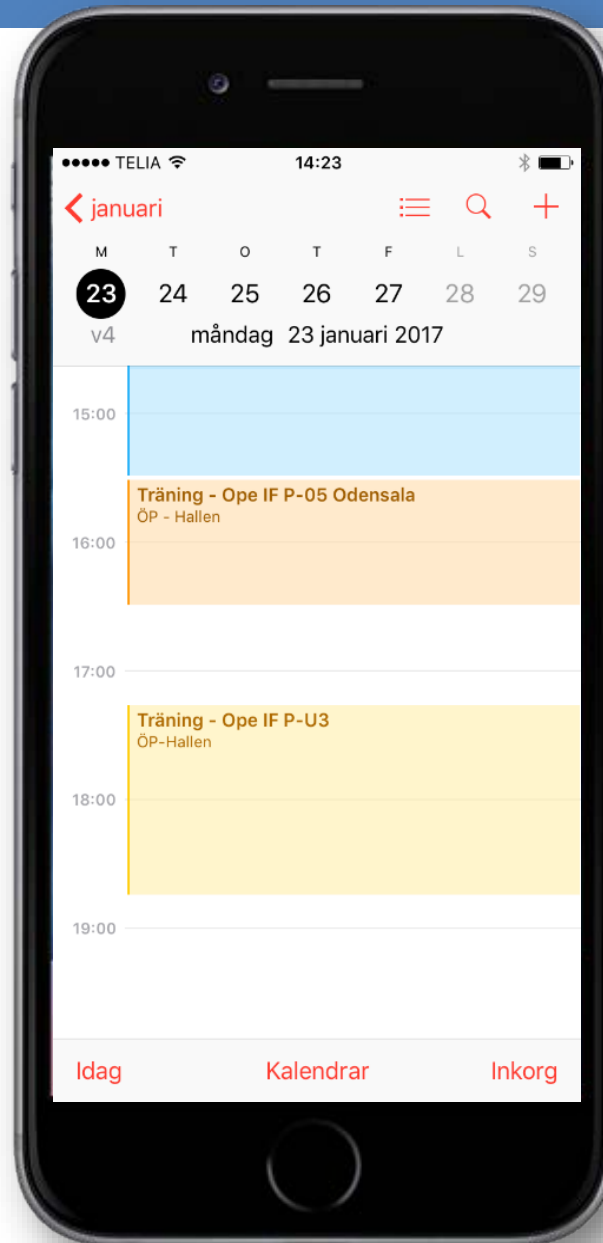 TELIA 14:23
januari
M T O T F L S
23 24 25 26 27 28 29
v4 måndag 23 januari 2017
15:00
Träning - Ope IF P-05 Odensala
ÖP - Hallen
16:00
17:00
Träning - Ope IF P-U3
ÖP-Hallen
18:00
19:00
Idag Kalendrar Inkorg